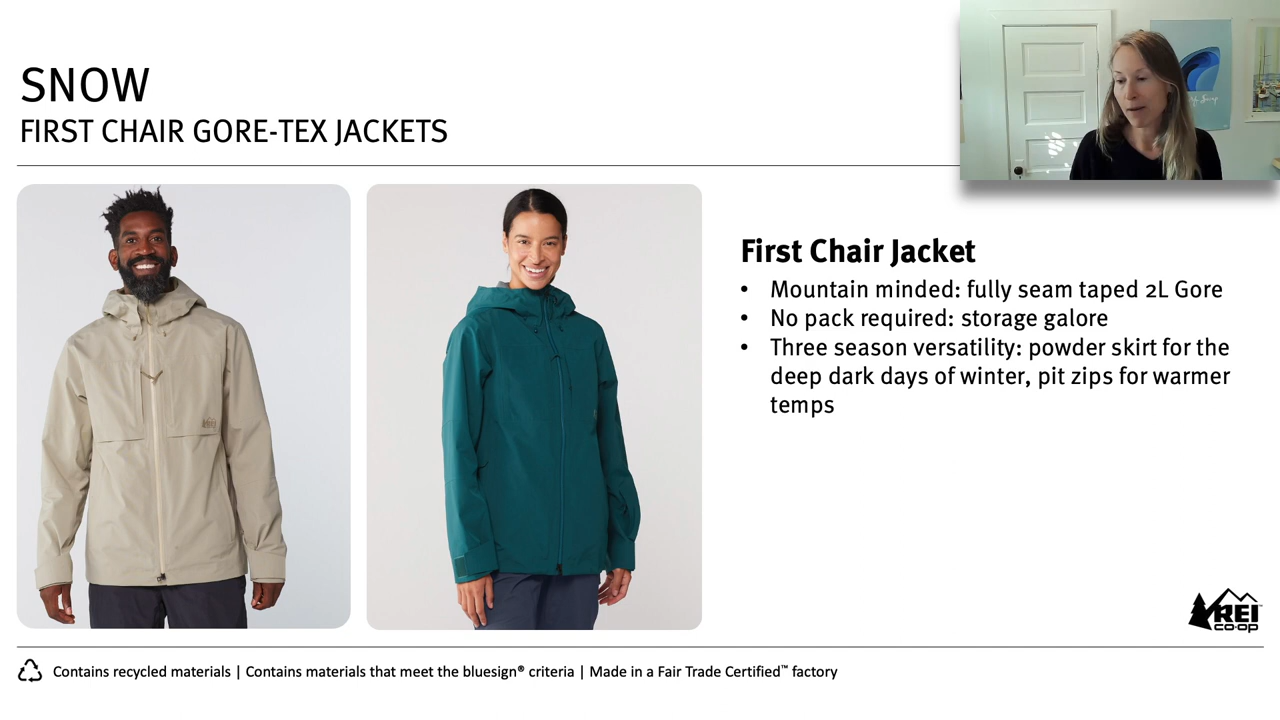 SNOW
FIRST CHAIR GORE-TEX JACKETS
First Chair Jacket
• Mountain minded: fully seam taped 2L Gore
• No pack required: storage galore
• Three season versatility: powder skirt for the
deep dark days of winter, pit zips for warmer
temps
REI
REI
co·op
Contains recycled materials | Contains materials that meet the bluesign® criteria | Made in a Fair Trade Certified™ factory